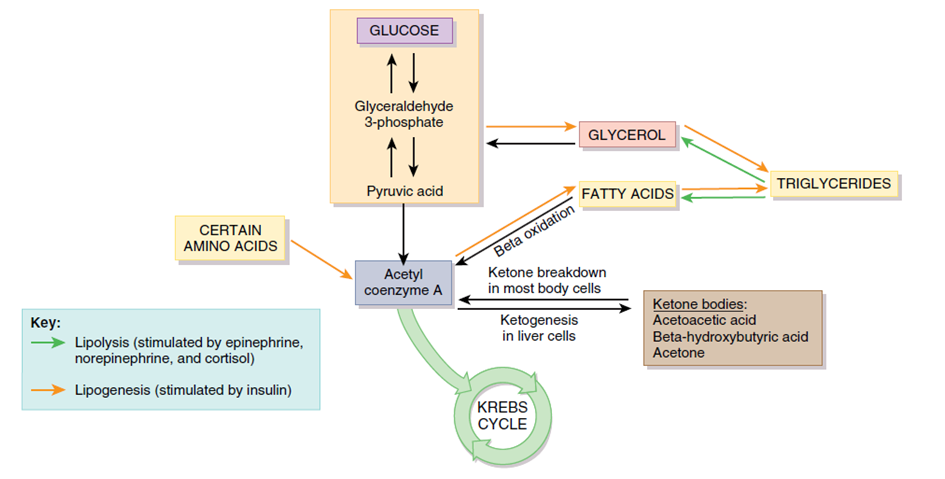 GLUCOSE
Glyceraldehyde
3-phosphate
Pyruvic acid
GLYCEROL
TRIGLYCERIDES
FATTY ACIDS
Beta oxidation
CERTAIN
AMINO ACIDS
Acetyl
coenzyme A
Ketone breakdown
in most body cells
Ketogenesis
in liver cells
Ketone bodies:
Acetoacetic acid
Beta-hydroxybutyric acid
Acetone
Key:
Lipolysis (stimulated by epinephrine,
norepinephrine, and cortisol)
Lipogenesis (stimulated by insulin)
KREBS
CYCLE